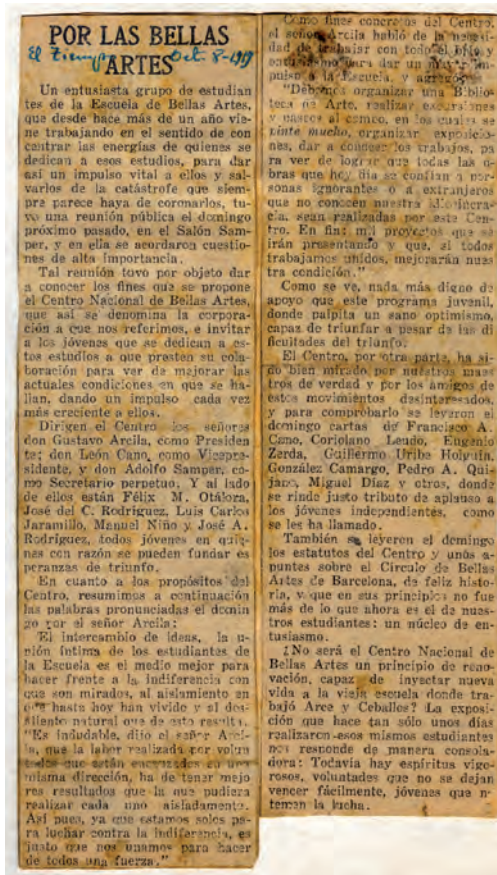 POR LAS BELLAS
ARTES
El Tiempo Oct. 8-1919
Un entusiasta grupo de estudian
tes de la Escuela de Bellas Artes,
que desde hace más de un año vie-
ne trabajando en el sentido de con
centrar las energías de quienes se
dedican a esos estudios, para dar
así un impulso vital a ellos y sal-
varlos de la catástrofe que siem-
pre parece haya de coronarlos, tu-
vo una reunión pública el domingo
próximo pasado, en el Salón Sam-
per, y en ella se acordaron cuestio-
nes de alta importancia.
Tal reunión tovo por objeto dar
a conocer los fines que se propone
el Centro Nacional de Bellas Artes,
que así se denomina la corpora-
ción a que nos referimos, e invitar
a los jóvenes que se dedican a es-
tos estudios a que presten su cola-
boración para ver de mejorar las
actuales condiciones en que se ha-
llan, dando un impulso cada vez
más creciente a ellos.
Dirigen el Centro los señores
don Gustavo Arcila, como Presiden
te; don León Cano, como Vicepre-
sidente, y don Adolfo Samper, co-
mo Secretario perpetuo. Y al lado
de ellos están Félix M. Otálora,
José del C. Rodríguez, Luis Carlos
Jaramillo, Manuel Niño y José A.
Rodríguez, todos jóvenes en quie-
nes con razón se pueden fundar es
peranzas de triunfo.
En cuanto a los propósitos del
Centro, resumimos a continuación
las palabras pronunciadas el domin
go por el señor Arcila:
"El intercambio de ideas, la u-
nión íntima de los estudiantes de
la Escuela es el medio mejor para
hacer frente a la indiferencia con
que son mirados, al aislamiento en
que hasta hoy han vivido y al des-
aliento natural que de esto resulta.
"Es indudable, dijo el señor Arci-
la, que la labor realizada por volun
tades que están encauzadas en una
misma dirección, ha de tener mejo
res resultados que la que pudiera
realizar cada uno aisladamente.
Así pues, ya que estamos solos pa-
ra luchar contra la indiferencia, es
justo que nos unamos para hacer
de todos una fuerza."
Como fines concretos del Centro,
el señor Arcila habló de la necesi-
dad de trabajar con todo el brío y
entusiasmo para dar un mayor im-
pulso a la Escuela, y agregó:
"Debemos organizar una Biblio-
teca de Arte, realizar excursiones
y paseos al campo, en los cuales se
pinte mucho, organizar exposicio-
nes, dar a conocer los trabajos, pa
ra ver de lograr que todas las o-
bras que hoy día se confían a per-
sonas ignorantes o a extranjeros
que no conocen nuestra idiosincra-
cia, sean realizadas por este Cen-
tro. En fin: mil proyectos que se
irán presentando y que, si todos
trabajamos unidos, mejorarán nues
tra condición."
Como se ve, nada más digno de
apoyo que este programa juvenil,
donde palpita un sano optimismo,
capaz de triunfar a pesar de las di
ficultades del triunfo.
El Centro, por otra parte, ha si-
do bien mirado por nuestros maes
tros de verdad y por los amigos de
estos movimientos desinteresados,
y para comprobarlo se leyeron el
domingo cartas de Francisco A.
Cano, Coriolano Leudo, Eugenio
Zerda, Guillermo Uribe Holguín,
González Camargo, Pedro A. Qui-
jano, Miguel Díaz y otros, donde
se rinde justo tributo de aplauso a
los jóvenes independientes, como
se les ha llamado.
También se leyeron el domingo
los estatutos del Centro y unos a-
puntes sobre el Círculo de Bellas
Artes de Barcelona, de feliz histo-
ria, y que en sus principios no fue
más de lo que ahora es el de nues-
tros estudiantes: un núcleo de en-
tusiasmo.
¿No será el Centro Nacional de
Bellas Artes un principio de reno-
vación, capaz de inyectar nueva
vida a la vieja escuela donde tra-
bajó Arce y Ceballos? La exposi-
ción que hace tan sólo unos días
realizaron esos mismos estudiantes
nos responde de manera consola-
dora: Todavía hay espíritus vigo-
rosos, voluntades que no se dejan
vencer fácilmente, jóvenes que n-
temen la lucha.